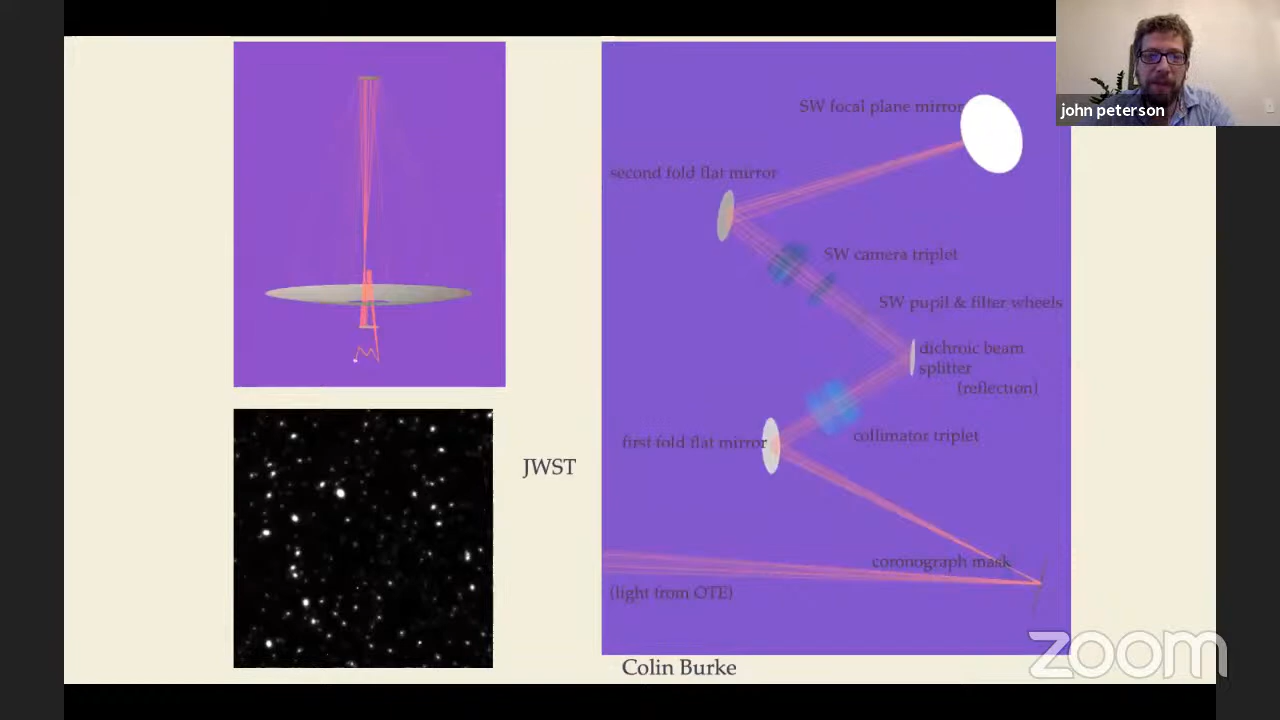 john peterson
SW focal plane mirror
second fold flat mirror
SW camera triplet
SW pupil & filter wheels
dichroic beam
splitter
(reflection)
collimator triplet
first fold flat mirror
JWST
coronograph mask
(light from OTE)
Colin Burke
zoom